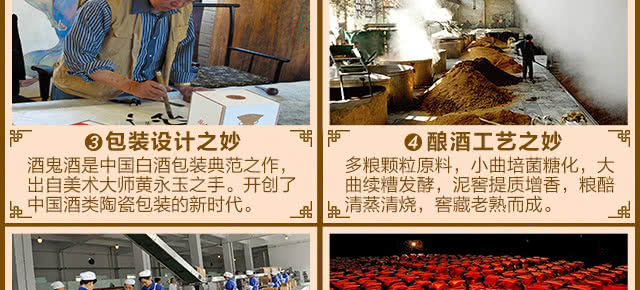 ❸包装设计之妙
酒鬼酒是中国白酒包装典范之作，
出自美术大师黄永玉之手。开创了
中国酒类陶瓷包装的新时代。
❹酿酒工艺之妙
多粮颗粒原料，小曲培菌糖化，大
曲续糟发酵，泥窖提质增香，粮醅
清蒸清烧，窖藏老熟而成。